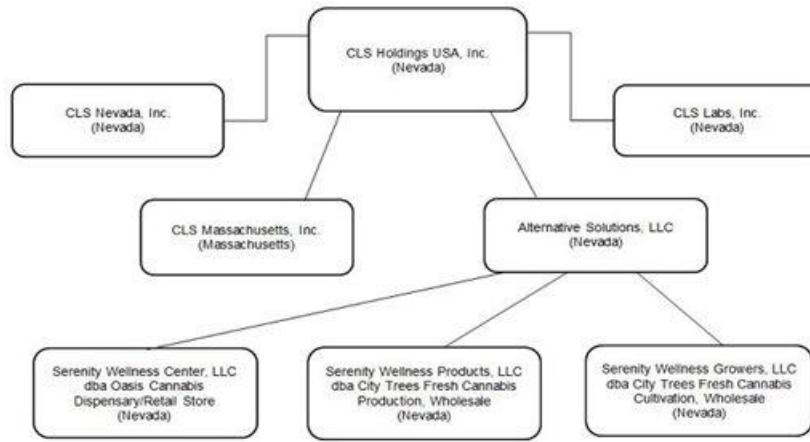 CLS Holdings USA, Inc.
(Nevada)
CLS Nevada, Inc.
(Nevada)
CLS Labs, Inc.
(Nevada)
CLS Massachusetts, Inc.
(Massachusetts)
Alternative Solutions, LLC
(Nevada)
Serenity Wellness Center, LLC
dba Oasis Cannabis
Dispensary/Retail Store
(Nevada)
Serenity Wellness Products, LLC
dba City Trees Fresh Cannabis
Production, Wholesale
(Nevada)
Serenity Wellness Growers, LLC
dba City Trees Fresh Cannabis
Cultivation, Wholesale
(Nevada)